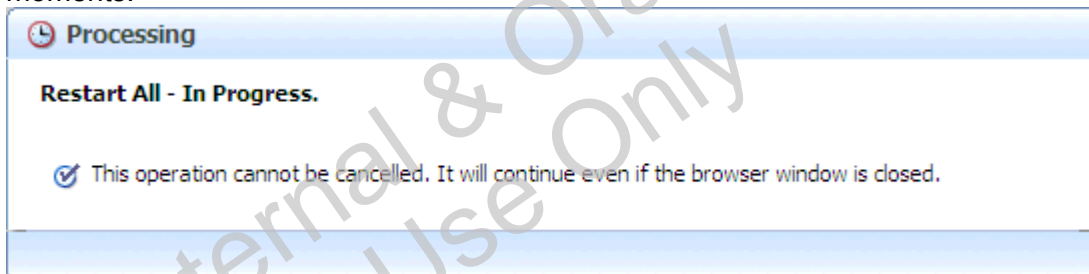 Processing
Restart All - In Progress.
This operation cannot be cancelled. It will continue even if the browser window is closed.
& Ora
Use Only